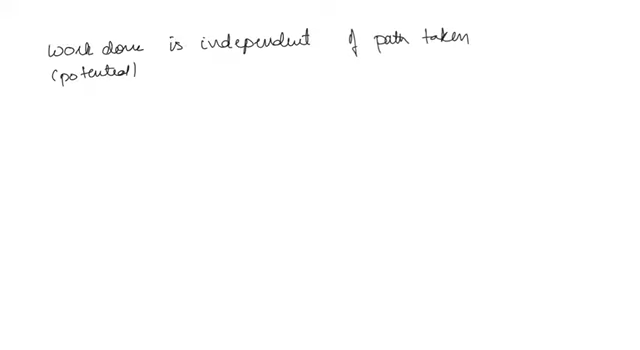 work done is independent of path taken
(potential)